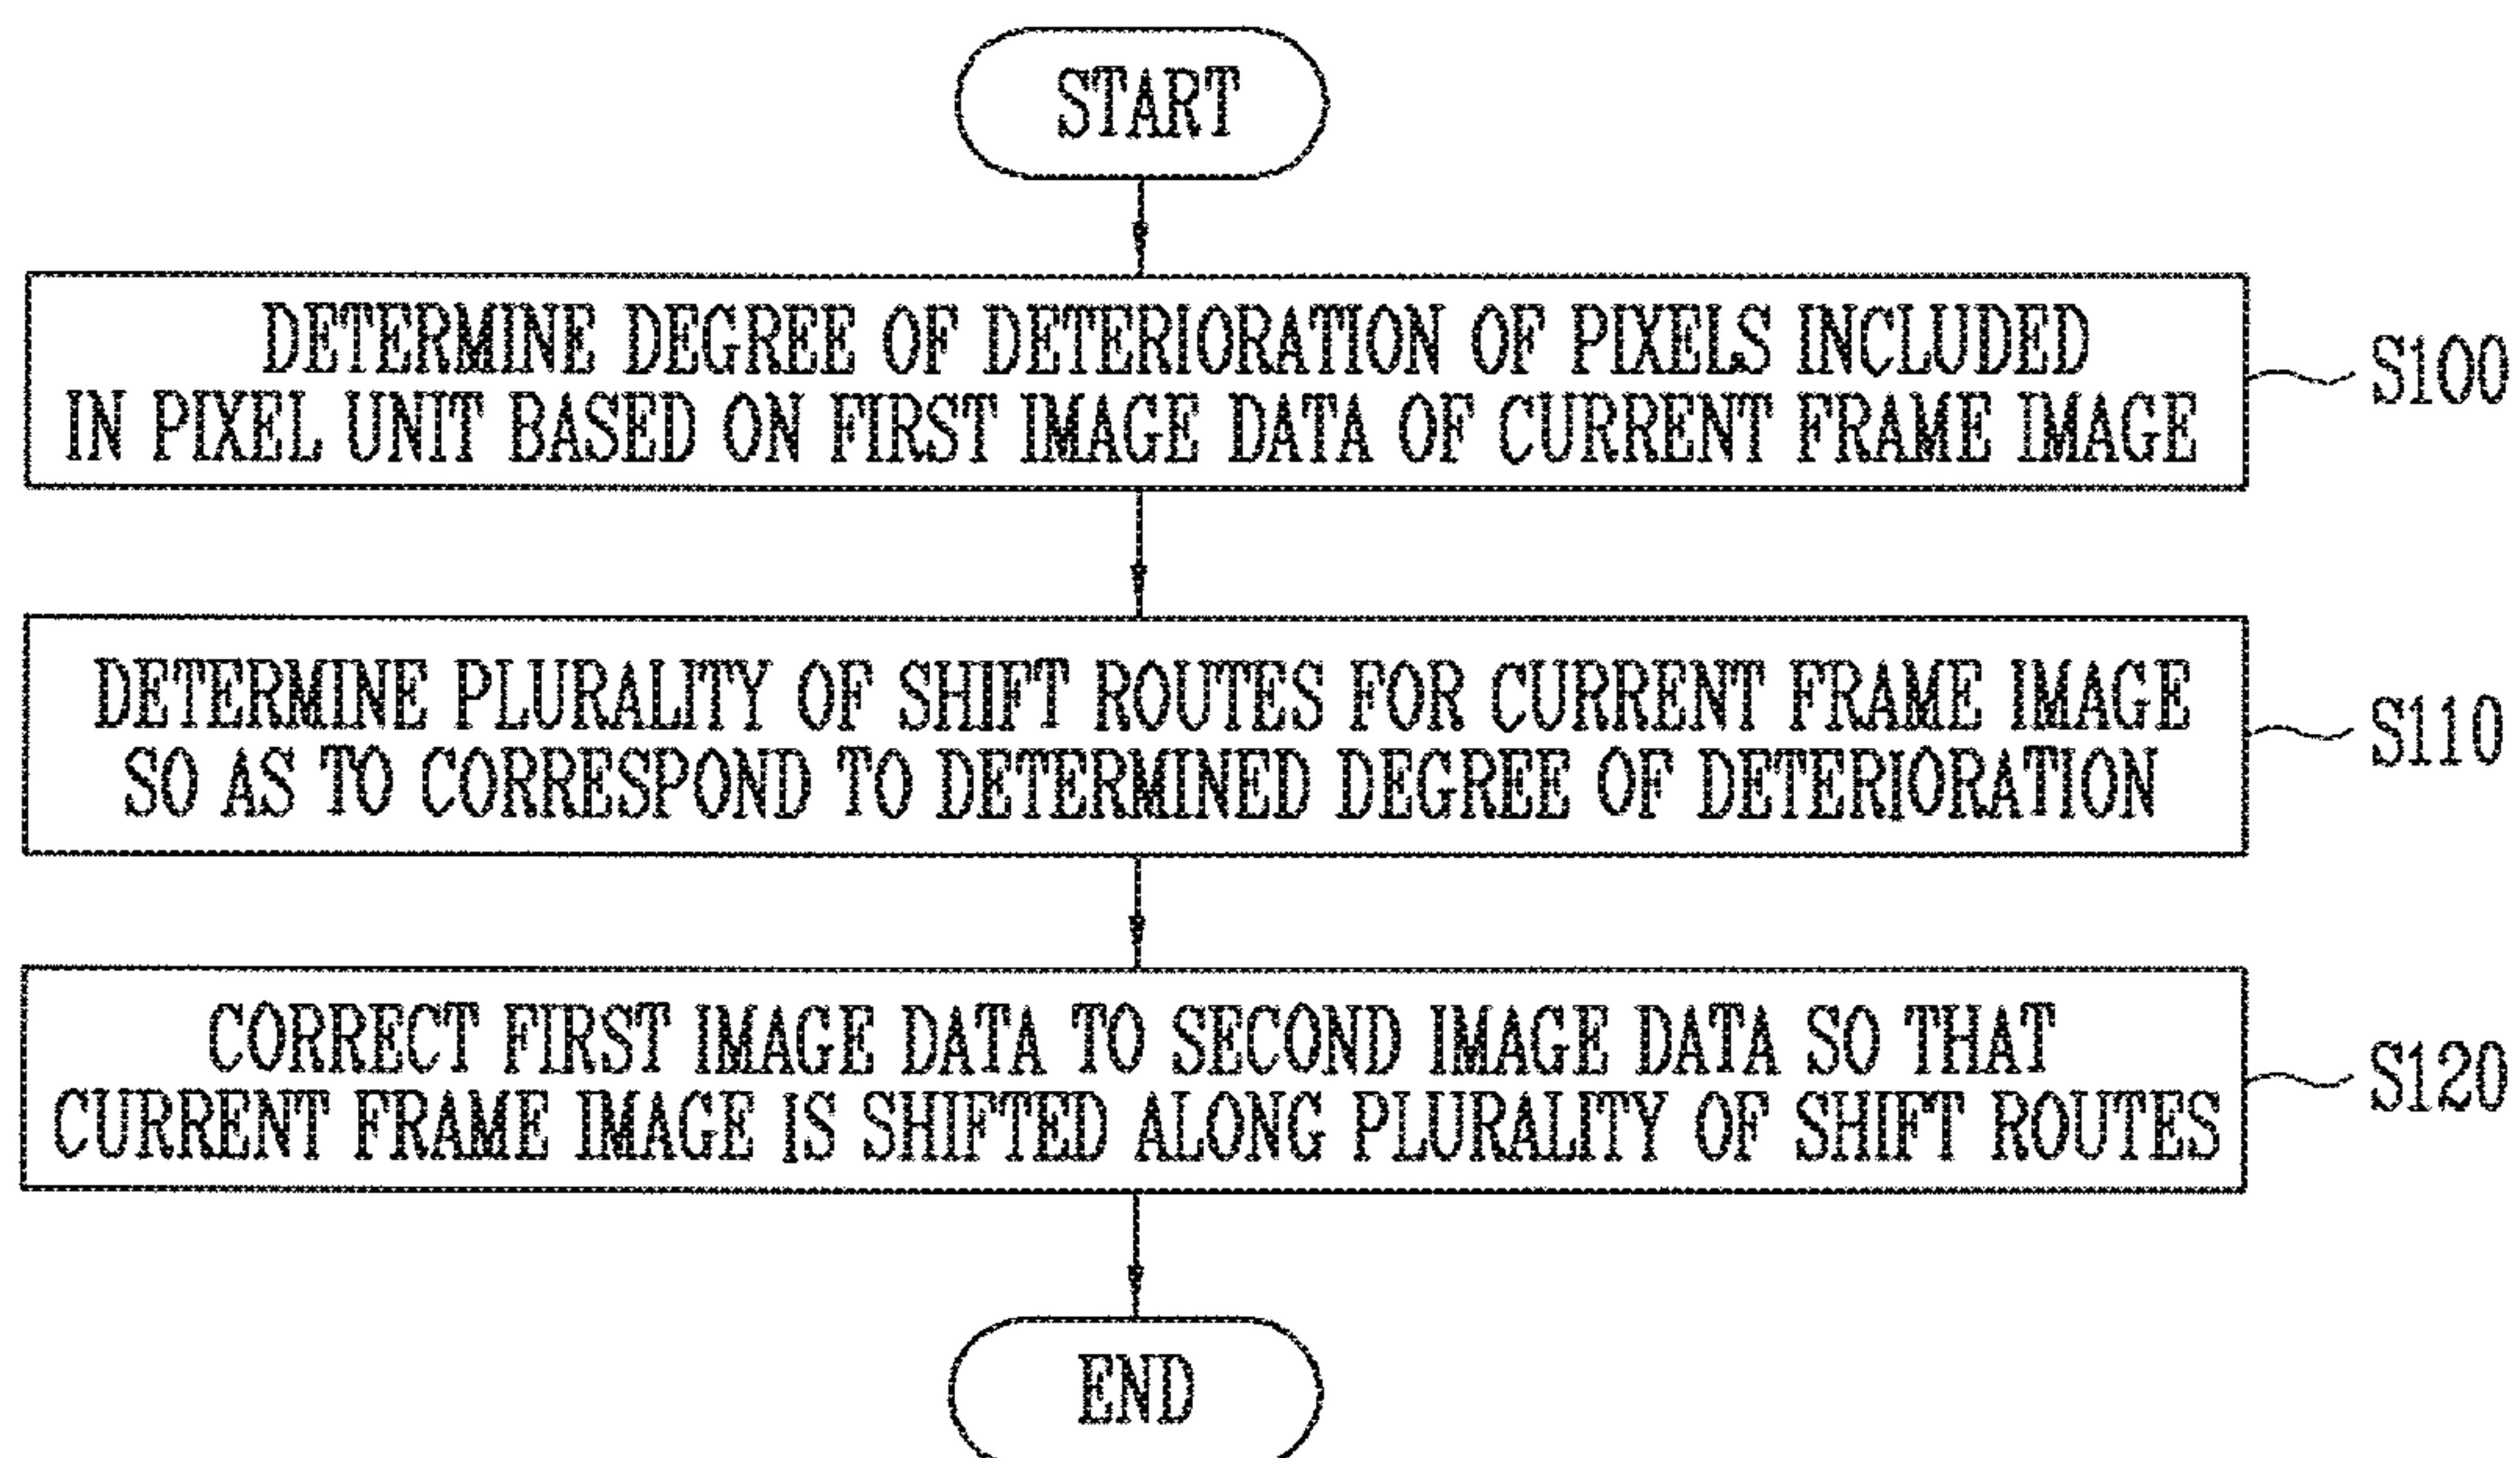 START
DETERMINE DEGREE OF DETERIORATION OF PIXELS INCLUDED
IN PIXEL UNIT BASED ON FIRST IMAGE DATA OF CURRENT FRAME IMAGE
S100
DETERMINE PLURALITY OF SHIFT ROUTES FOR CURRENT FRAME IMAGE
SO AS TO CORRESPOND TO DETERMINED DEGREE OF DETERIORATION
S110
CORRECT FIRST IMAGE DATA TO SECOND IMAGE DATA SO THAT
CURRENT FRAME IMAGE IS SHIFTED ALONG PLURALITY OF SHIFT ROUTES
S120
END